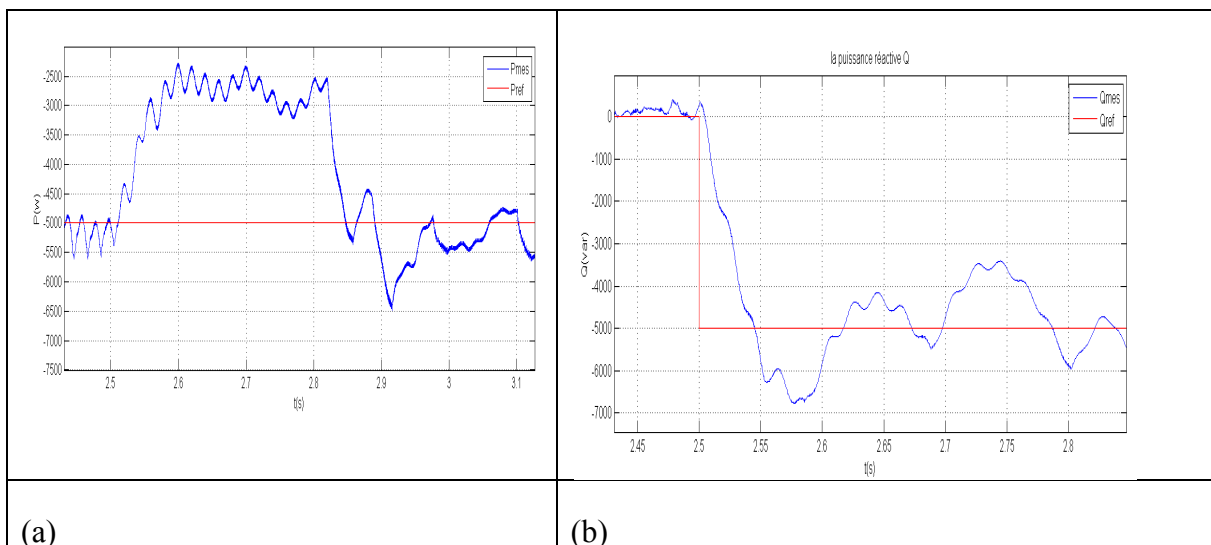 -2500
-3000
-3500
-4000
-4500
-5000
-5500
-6000
-6500
-7000
-7500
P(w)
Pmes
Pref
2.5 2.6 2.7 2.8 2.9 3 3.1
t(s)
la puissance réactive Q
0
-1000
-2000
-3000
-4000
-5000
-6000
-7000
Q(var)
Qmes
Qref
2.45 2.5 2.55 2.6 2.65 2.7 2.75 2.8
t(s)
(a)
(b)